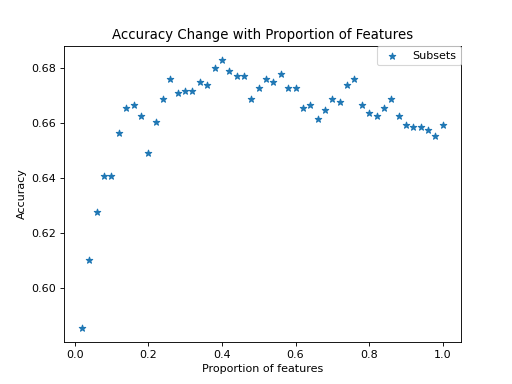 Accuracy Change with Proportion of Features
Subsets
0.68
0.66
0.64
0.62
0.60
Accuracy
0.0 0.2 0.4 0.6 0.8 1.0
Proportion of features